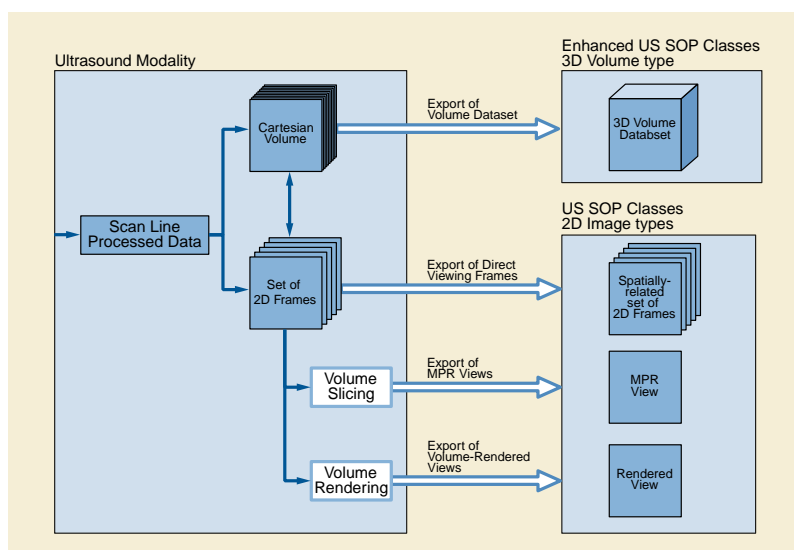 Ultrasound Modality
Enhanced US SOP Classes
3D Volume type
Cartesian
Volume
Export of
Volume Dataset
3D Volume
Databset
Scan Line
Processed Data
US SOP Classes
2D Image types
Set of
2D Frames
Export of Direct
Viewing Frames
Spatially-
related
set of
2D Frames
Volume
Slicing
Export of
MPR Views
MPR
View
Volume
Rendering
Export of
Volume-Rendered
Views
Rendered
View